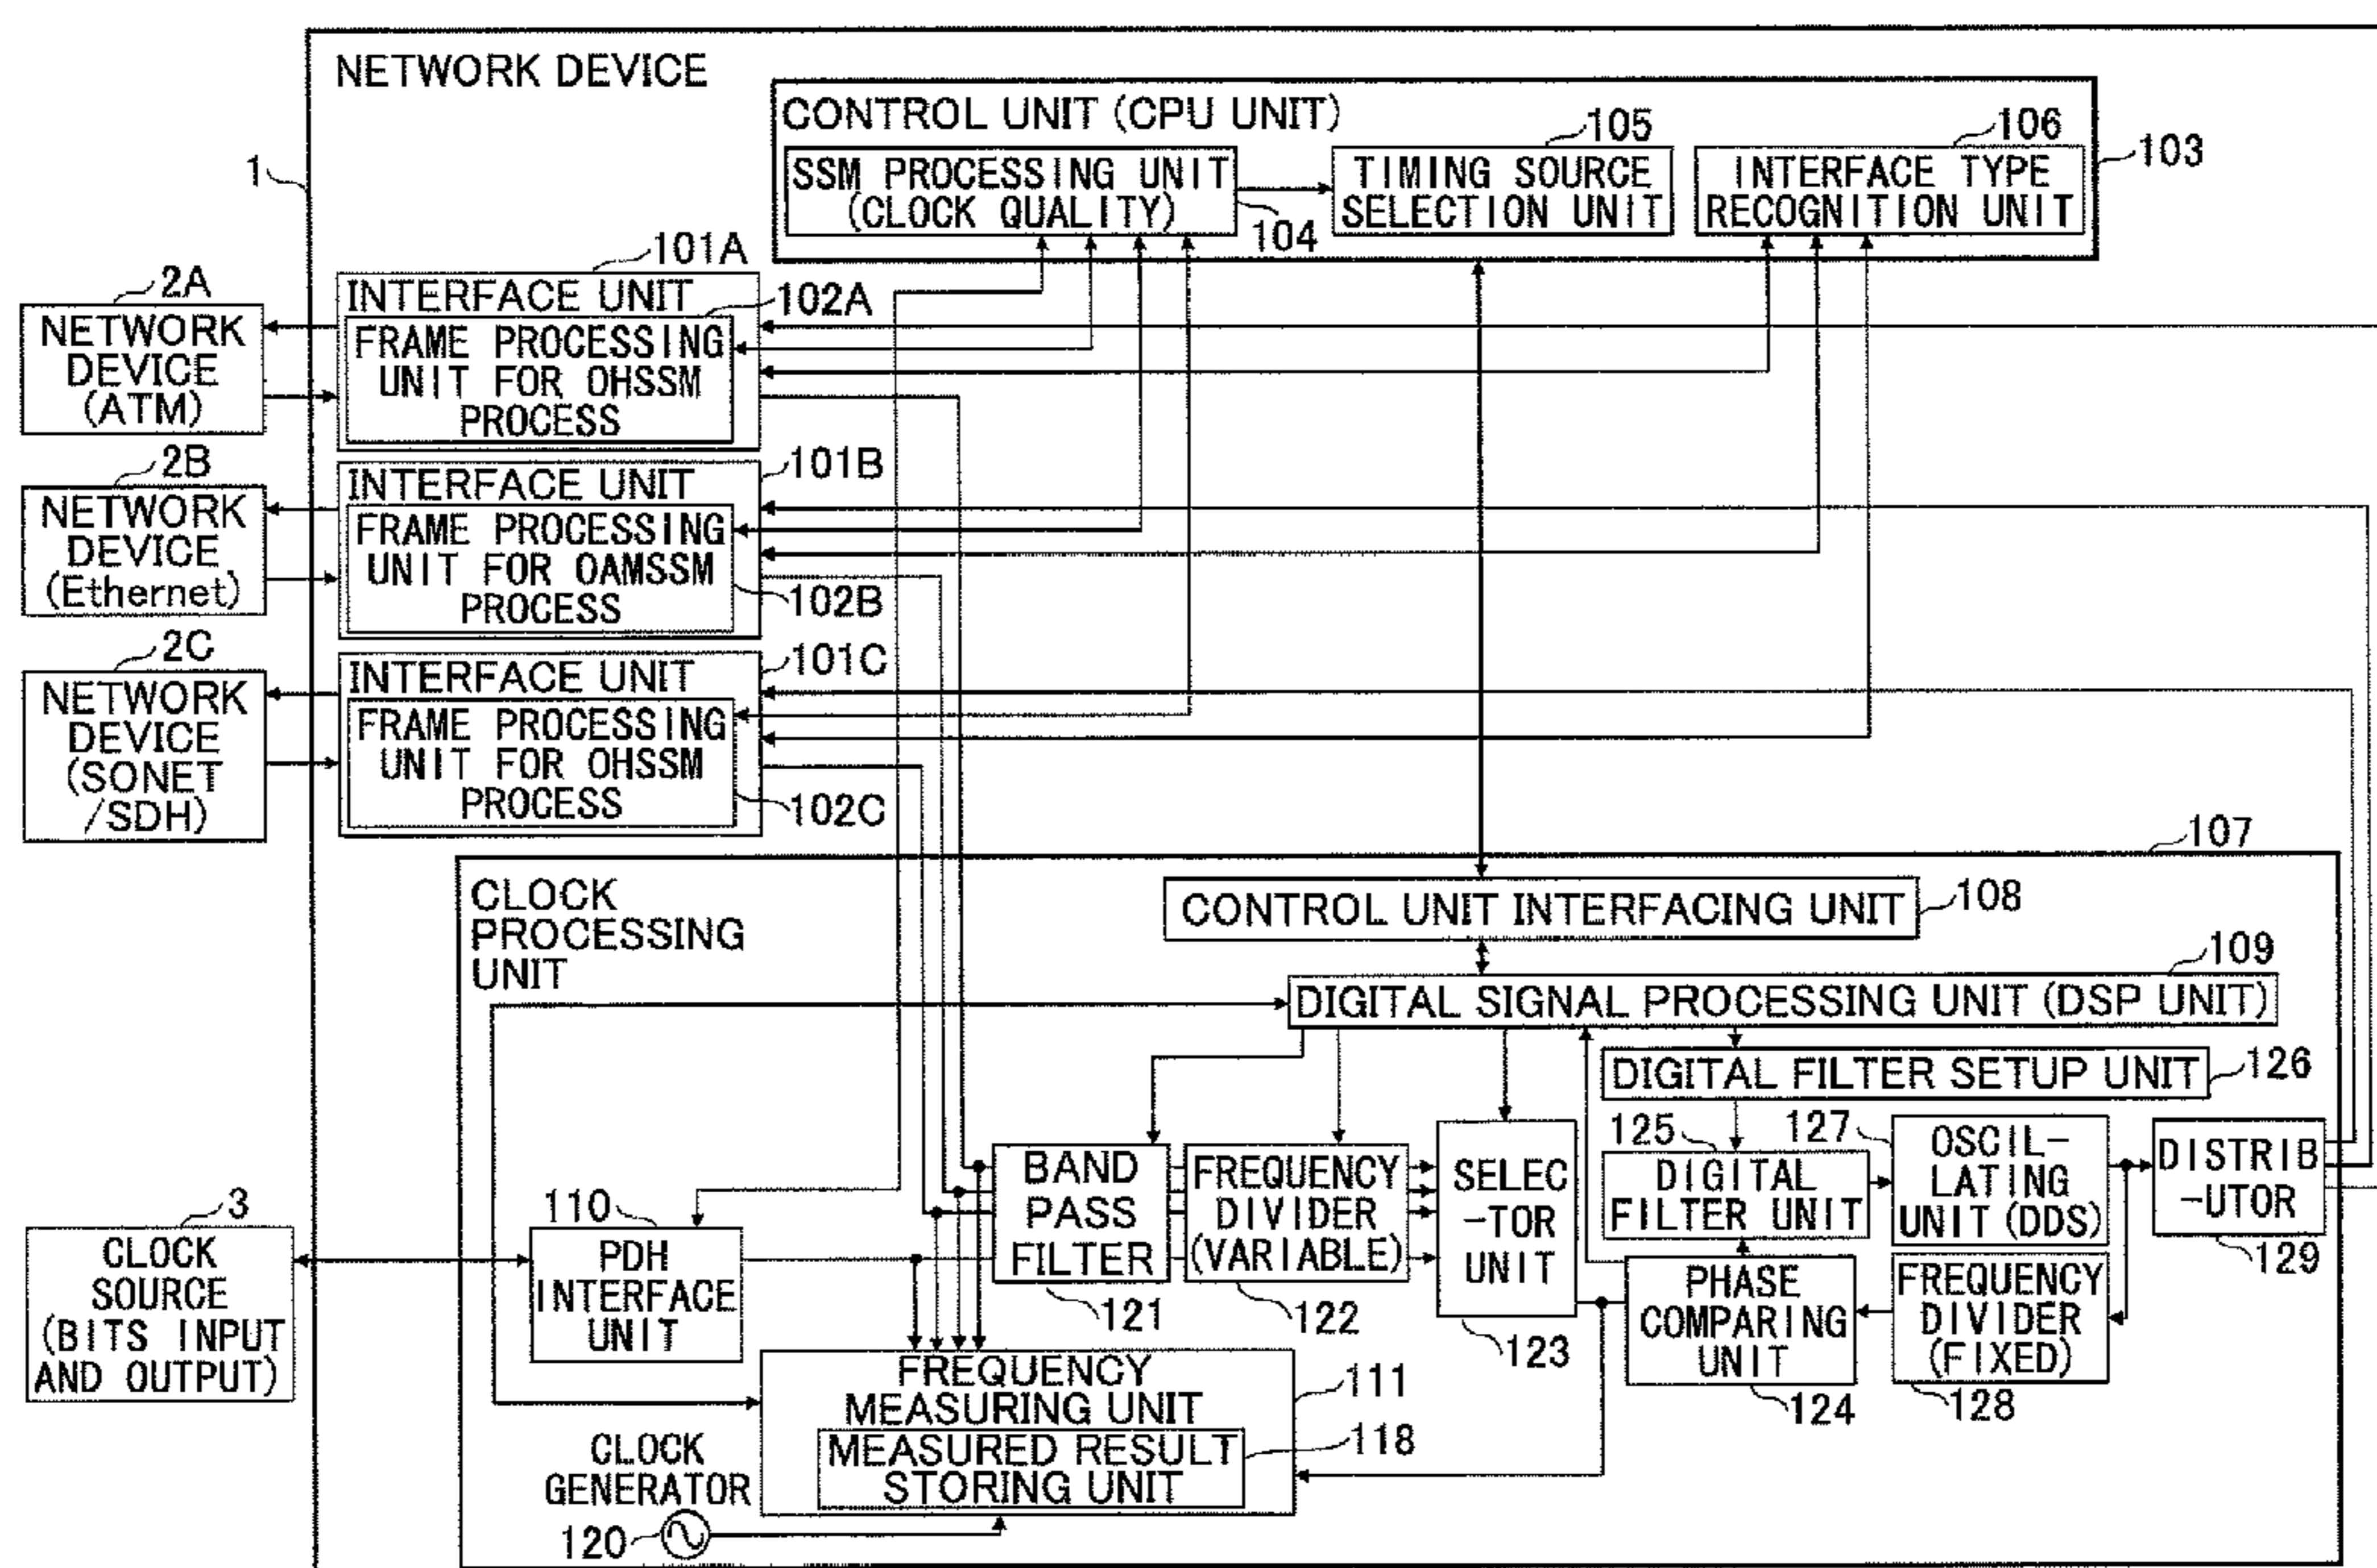 NETWORK DEVICE
1
CONTROL UNIT (CPU UNIT)
103
SSM PROCESSING UNIT
(CLOCK QUALITY)
104
105
TIMING SOURCE
SELECTION UNIT
106
INTERFACE TYPE
RECOGNITION UNIT
2A
NETWORK
DEVICE
(ATM)
101A
INTERFACE UNIT
102A
FRAME PROCESSING
UNIT FOR OHSSM
PROCESS
2B
NETWORK
DEVICE
(Ethernet)
101B
INTERFACE UNIT
FRAME PROCESSING
UNIT FOR OAMSSM
PROCESS
102B
2C
NETWORK
DEVICE
(SONET
/SDH)
101C
INTERFACE UNIT
FRAME PROCESSING
UNIT FOR OHSSM
PROCESS
102C
107
CLOCK
PROCESSING
UNIT
CONTROL UNIT INTERFACING UNIT
108
109
DIGITAL SIGNAL PROCESSING UNIT (DSP UNIT)
DIGITAL FILTER SETUP UNIT
126
3
CLOCK
SOURCE
(BITS INPUT
AND OUTPUT)
110
PDH
INTERFACE
UNIT
BAND
PASS
FILTER
121
FREQUENCY
DIVIDER
(VARIABLE)
122
SELEC
-TOR
UNIT
123
125
DIGITAL
FILTER UNIT
127
OSCIL-
LATING
UNIT (DDS)
DISTRIB
-UTOR
129
PHASE
COMPARING
UNIT
124
FREQUENCY
DIVIDER
(FIXED)
128
FREQUENCY
MEASURING UNIT
111
MEASURED RESULT
STORING UNIT
118
CLOCK
GENERATOR
120